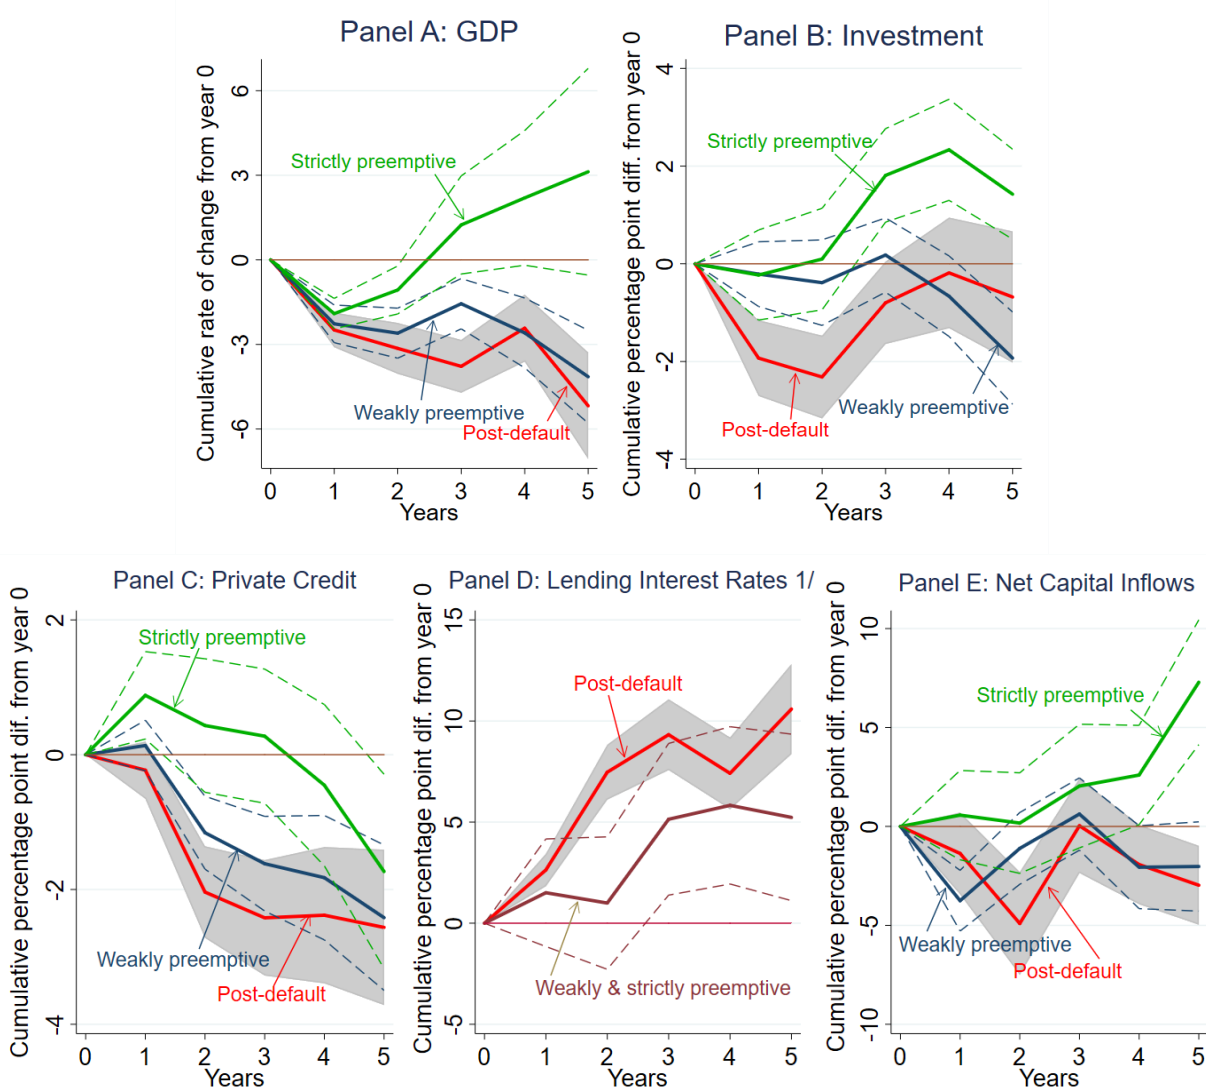 Panel A: GDP
Cumulative rate of change from year 0
6
3
0
-3
-6
Strictly preemptive
Weakly preemptive
Post-default
0 1 2 3 4 5
Years
Panel B: Investment
Cumulative percentage point diff. from year 0
4
2
0
-2
-4
Strictly preemptive
Weakly preemptive
Post-default
0 1 2 3 4 5
Years
Panel C: Private Credit
Cumulative percentage point dif. from year 0
2
0
-2
-4
Strictly preemptive
Weakly preemptive
Post-default
0 1 2 3 4 5
Years
Panel D: Lending Interest Rates 1/
Cumulative percentage point dif. from year 0
15
10
5
0
-5
Post-default
Weakly & strictly preemptive
0 1 2 3 4 5
Years
Panel E: Net Capital Inflows
Cumulative percentage point dif. from year 0
10
5
0
-5
-10
Strictly preemptive
Weakly preemptive
Post-default
0 1 2 3 4 5
Years